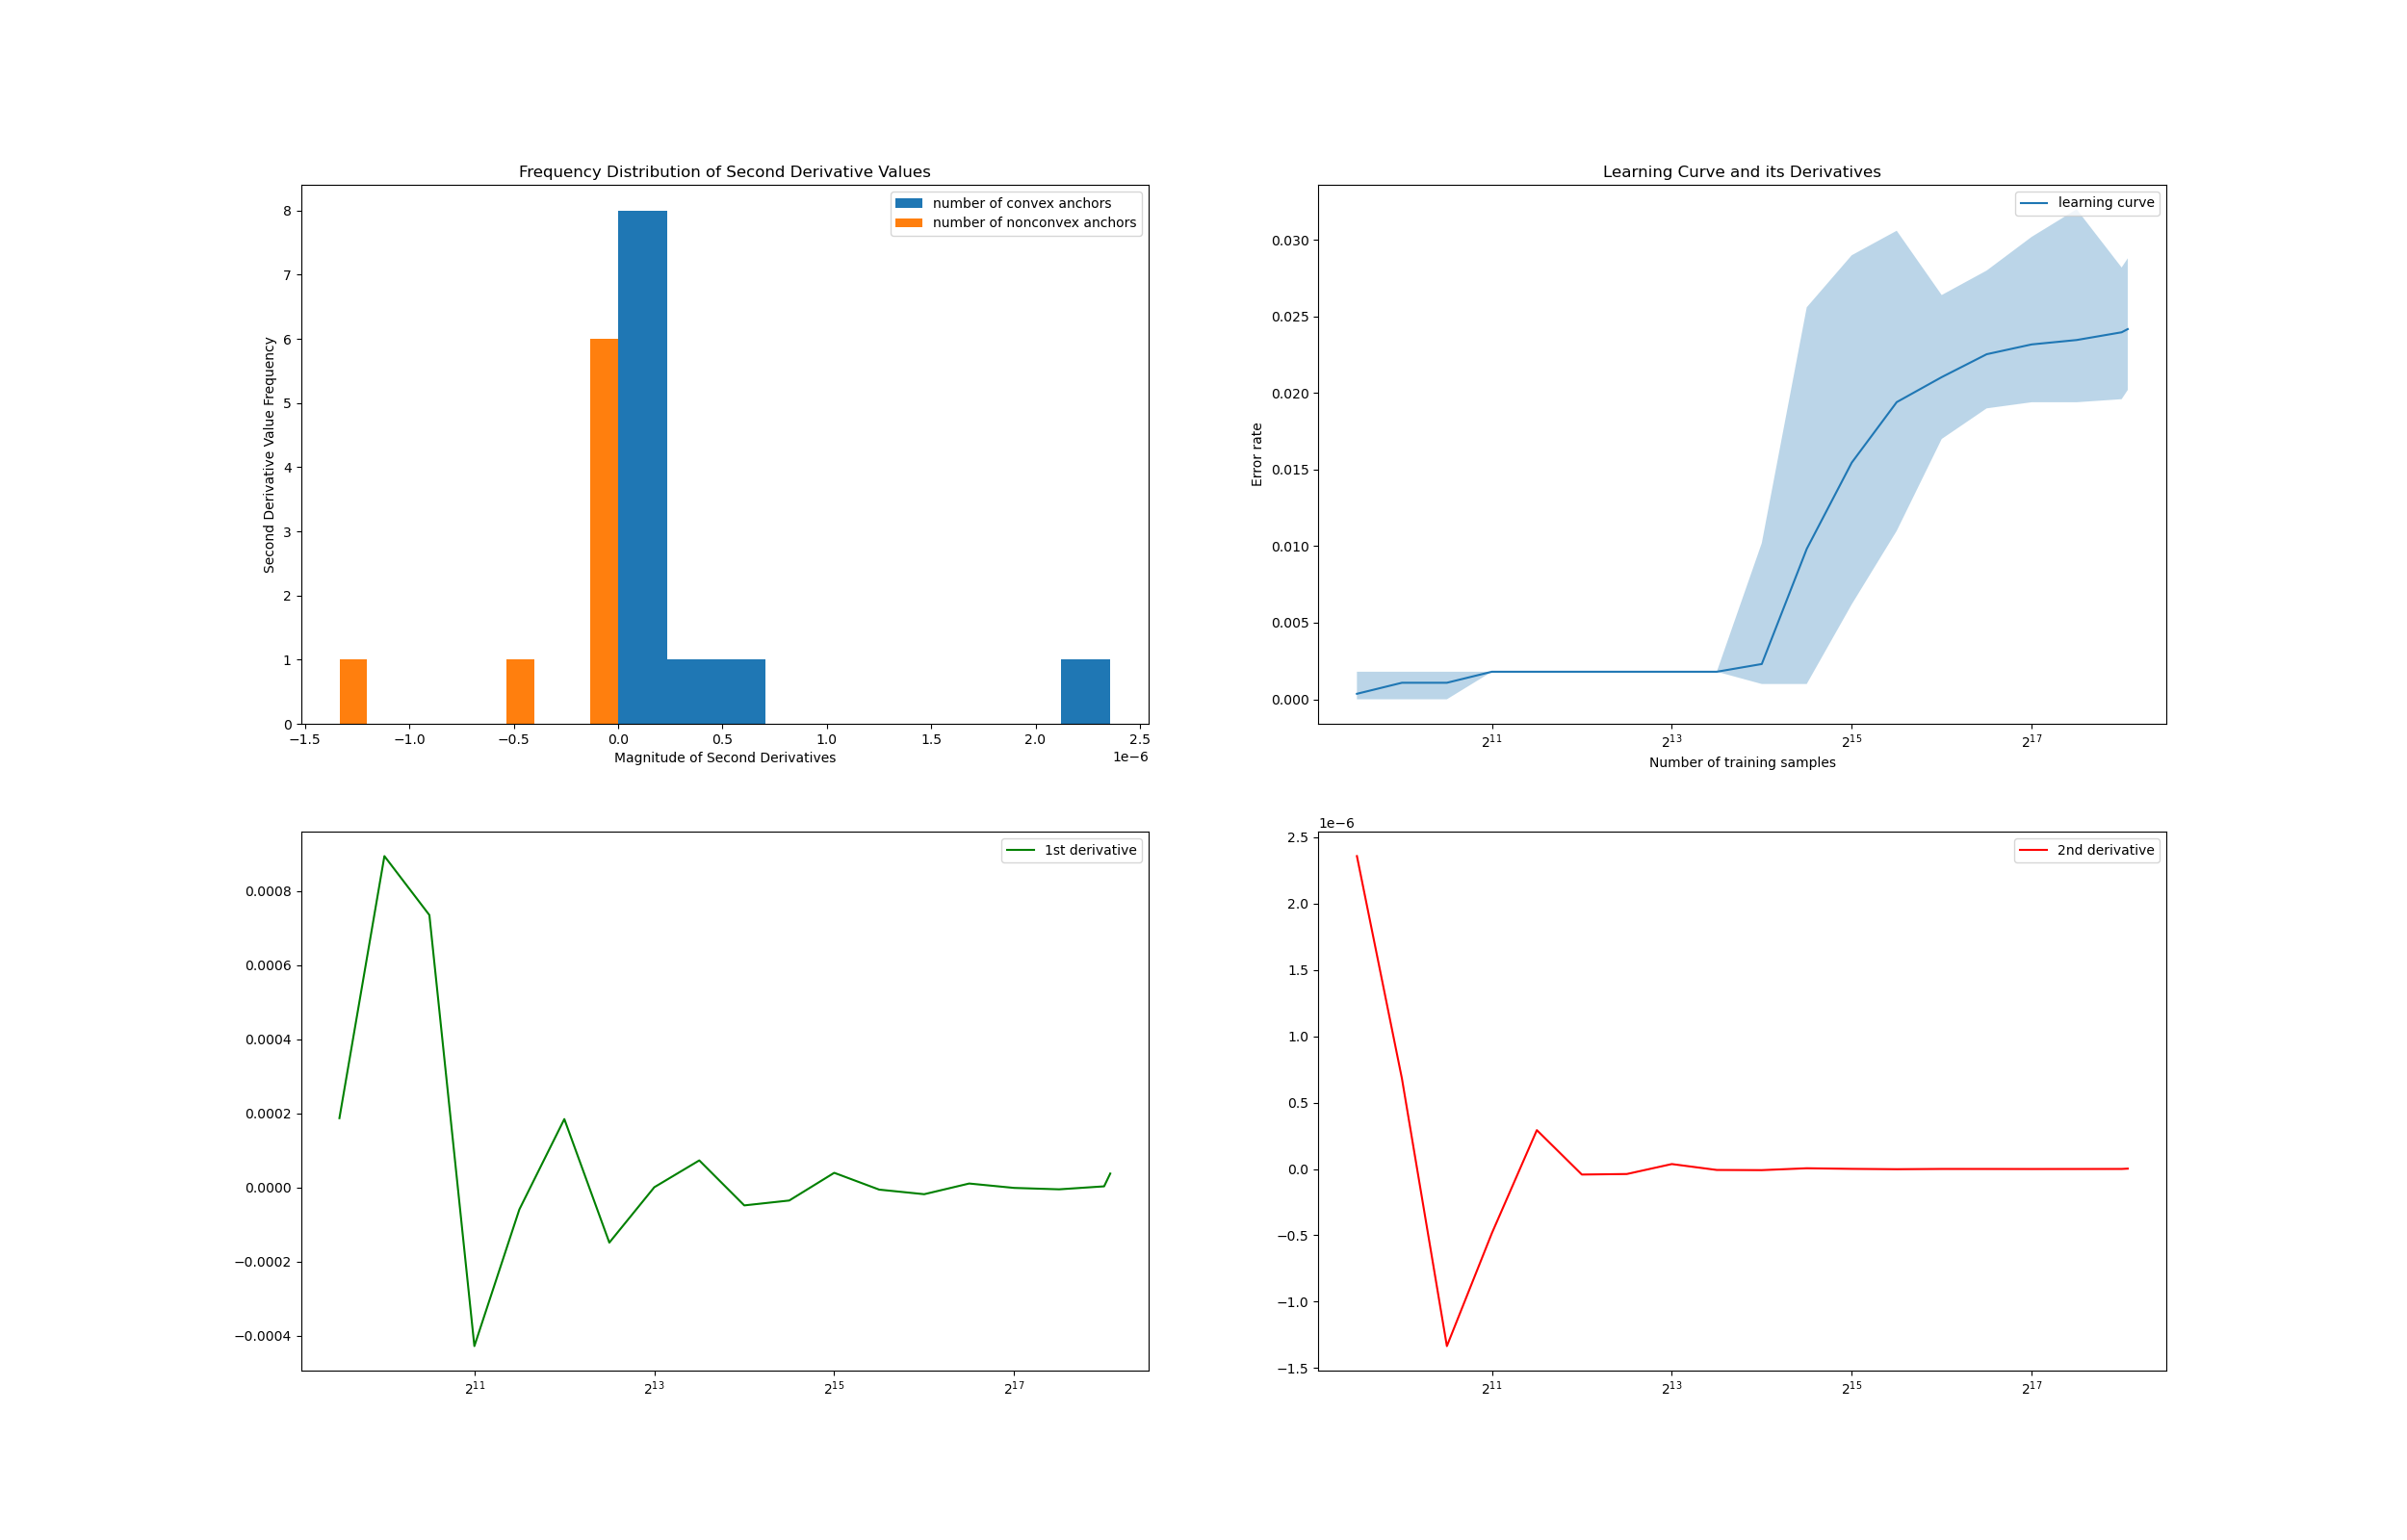 Frequency Distribution of Second Derivative Values
number of convex anchors
number of nonconvex anchors
8
7
6
5
4
3
2
1
0
Second Derivative Value Frequency
−1.5 −1.0 −0.5 0.0 0.5 1.0 1.5 2.0 2.5
1e−6
Magnitude of Second Derivatives
Learning Curve and its Derivatives
learning curve
0.030
0.025
0.020
0.015
0.010
0.005
0.000
Error rate
2^11 2^13 2^15 2^17
Number of training samples
1st derivative
0.0008
0.0006
0.0004
0.0002
0.0000
−0.0002
−0.0004
2^11 2^13 2^15 2^17
1e−6
2nd derivative
2.5
2.0
1.5
1.0
0.5
0.0
−0.5
−1.0
−1.5
2^11 2^13 2^15 2^17